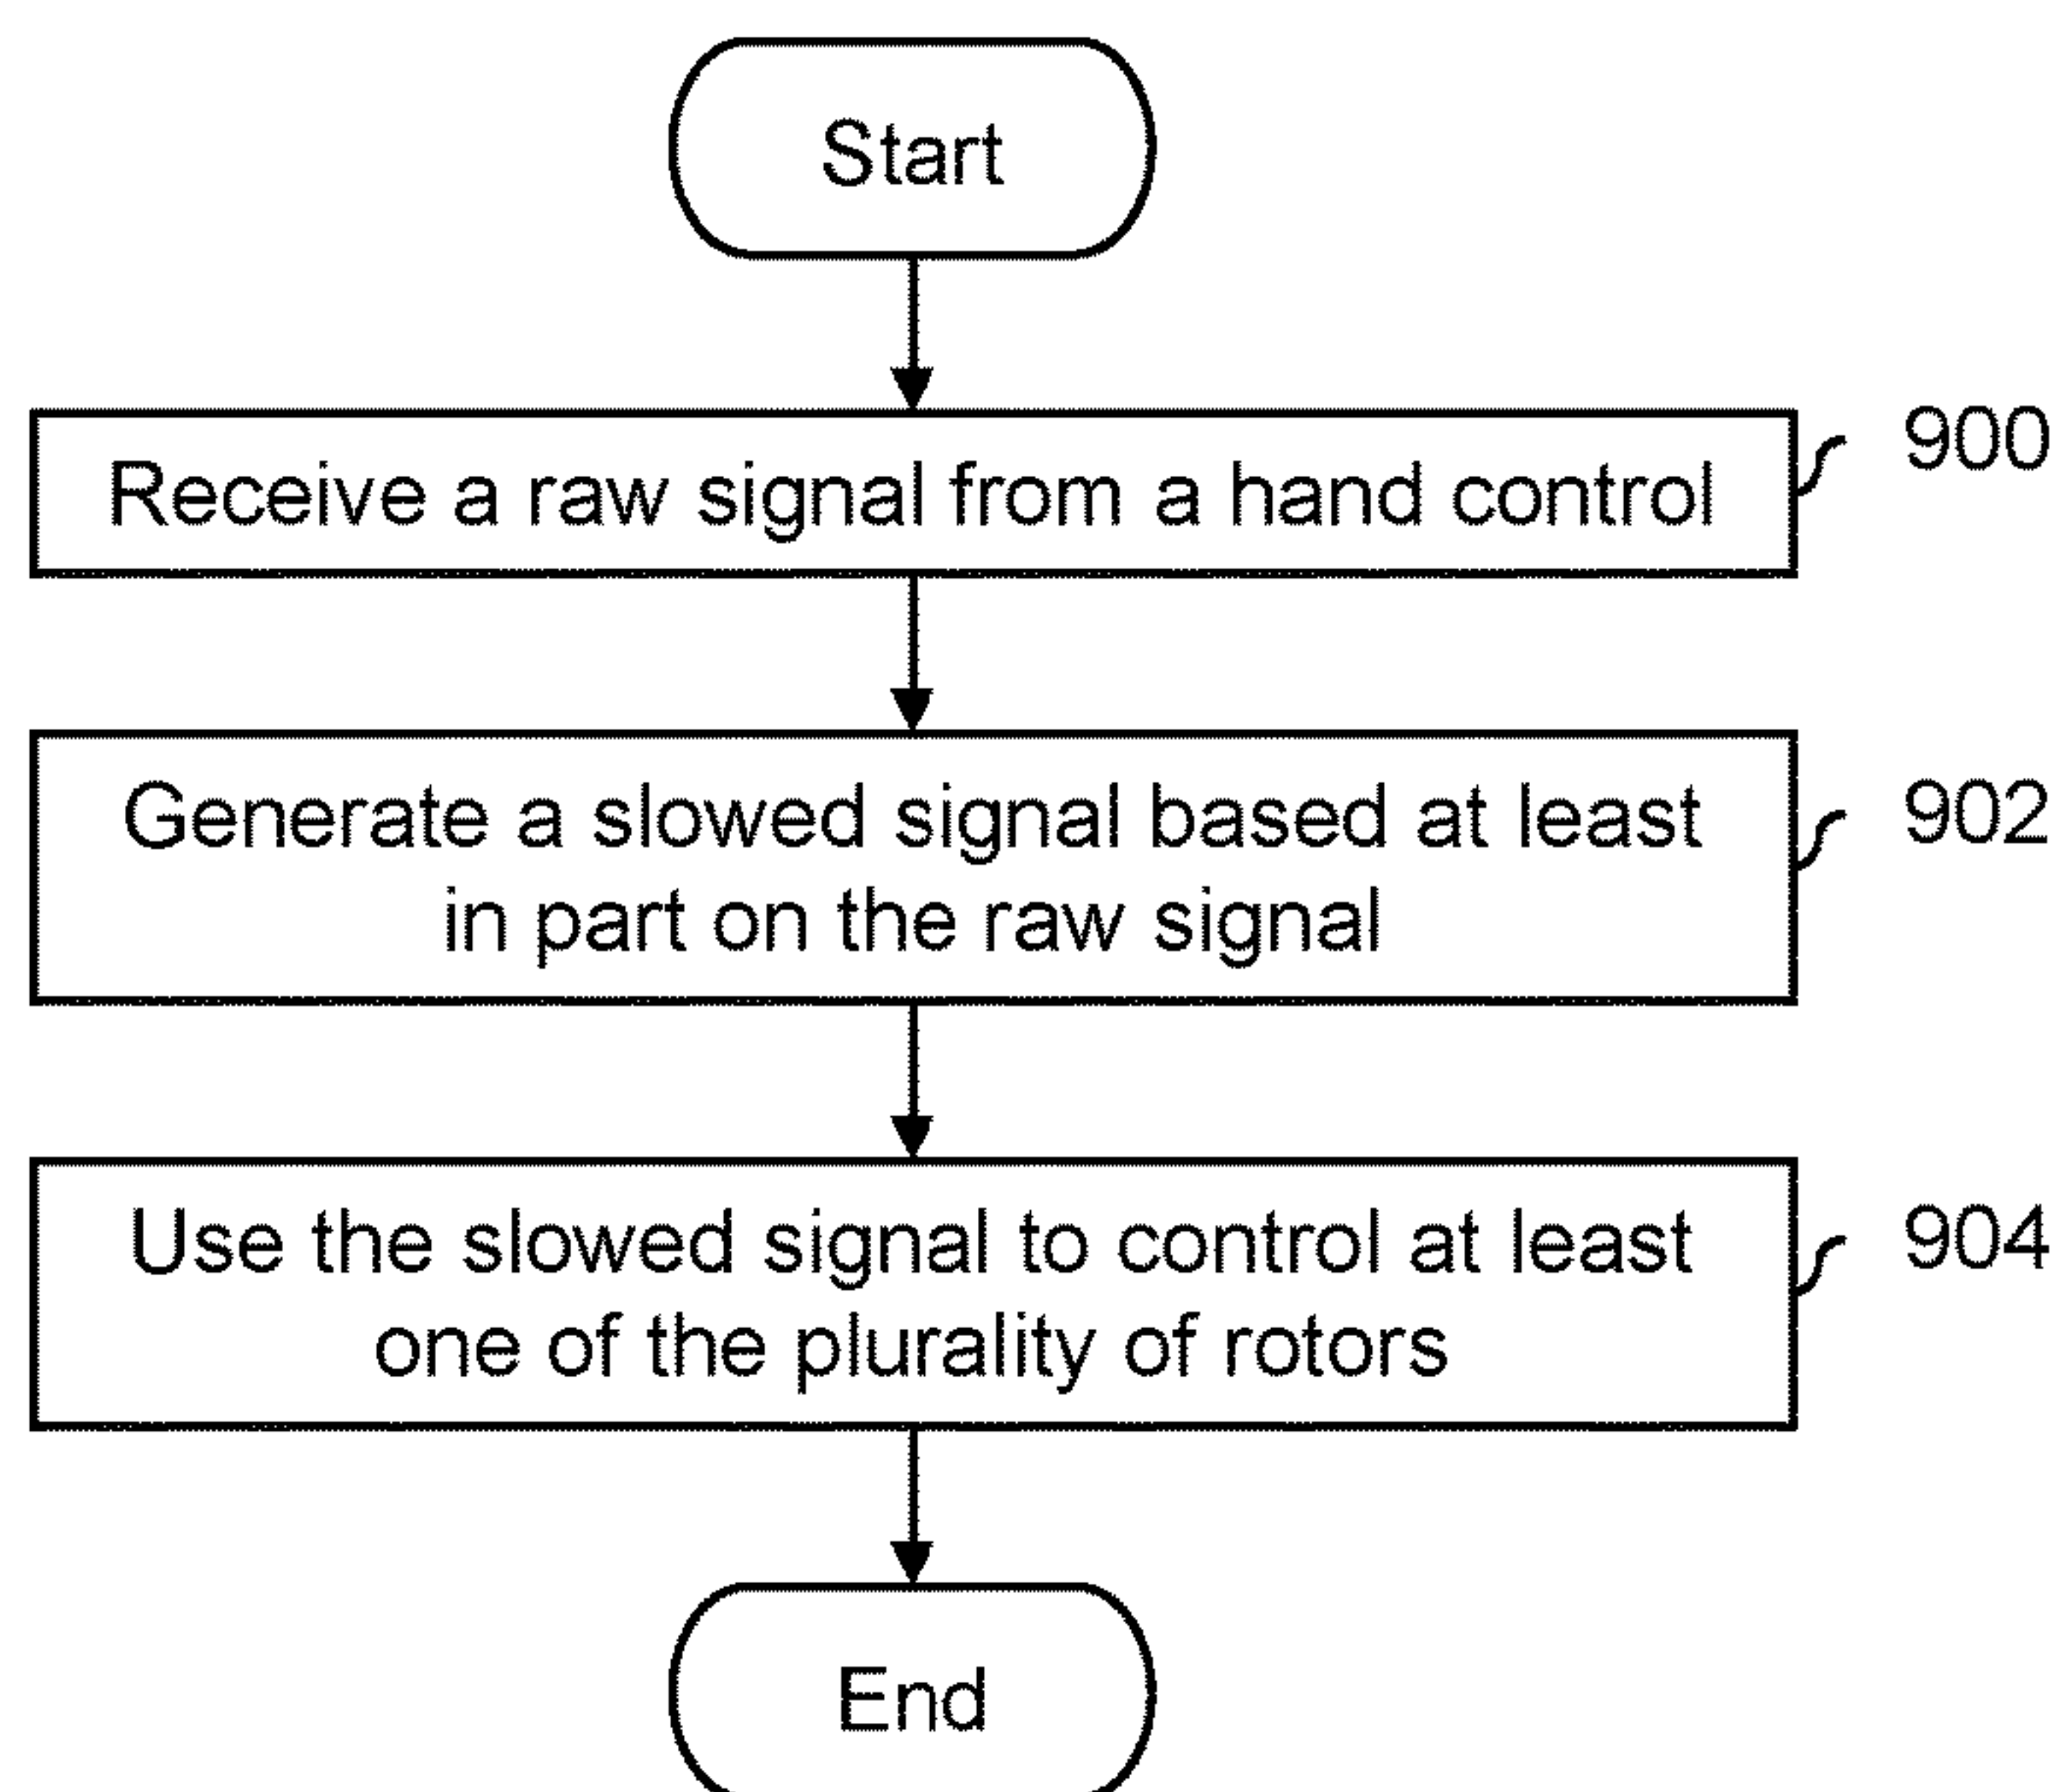 Start
Receive a raw signal from a hand control
900
Generate a slowed signal based at least
in part on the raw signal
902
Use the slowed signal to control at least
one of the plurality of rotors
904
End